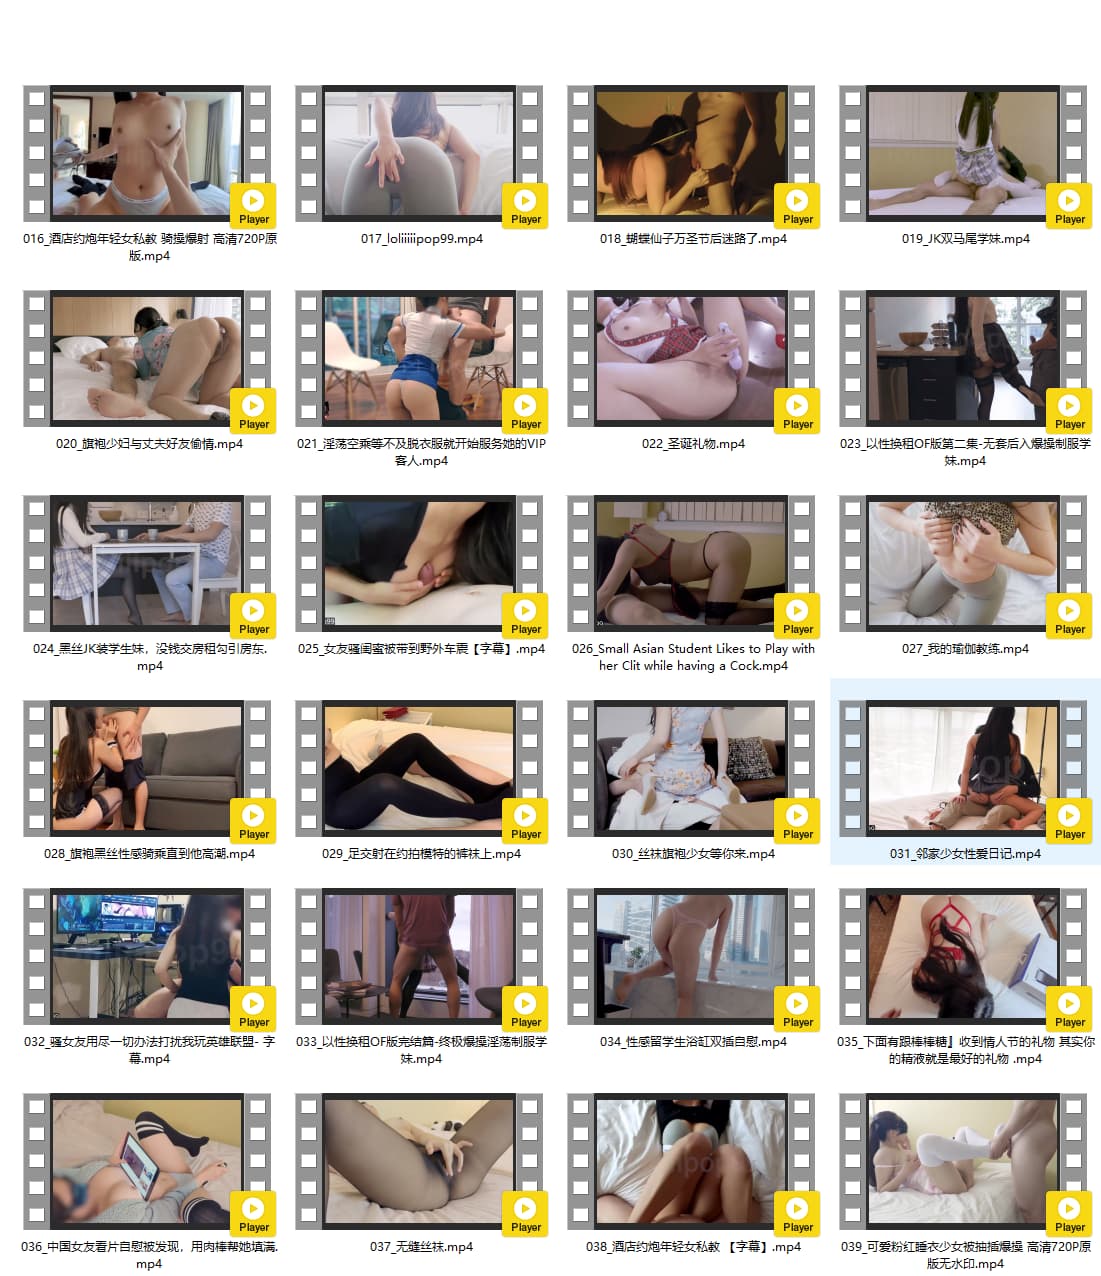 Player
Player
Player
Player
016_酒店约炮年轻女私教 骑操爆射 高清720P原
版.mp4
017_loliiiiipop99.mp4
018_蝴蝶仙子万圣节后迷路了.mp4
019_JK双马尾学妹.mp4
Player
Player
Player
Player
020_旗袍少妇与丈夫好友偷情.mp4
021_淫荡空乘等不及脱衣服就开始服务她的VIP
客人.mp4
022_圣诞礼物.mp4
023_以性换租OF版第二集-无套后入爆操制服学
妹.mp4
Player
Player
Player
Player
024_黑丝JK装学生妹，没钱交房租勾引房东.
mp4
025_女友骚闺蜜被带到野外车震【字幕】.mp4
026_Small Asian Student Likes to Play with
her Clit while having a Cock.mp4
027_我的瑜伽教练.mp4
Player
Player
Player
Player
028_旗袍黑丝性感骑乘直到他高潮.mp4
029_足交射在约拍模特的裤袜上.mp4
030_丝袜旗袍少女等你来.mp4
031_邻家少女性爱日记.mp4
Player
Player
Player
Player
032_骚女友用尽一切办法打扰我玩英雄联盟- 字
幕.mp4
033_以性换租OF版完结篇-终极爆操淫荡制服学
妹.mp4
034_性感留学生浴缸双插自慰.mp4
035_下面有跟棒棒糖』收到情人节的礼物 其实你
的精液就是最好的礼物 .mp4
Player
Player
Player
Player
036_中国女友看片自慰被发现，用肉棒帮她填满.
mp4
037_无缝丝袜.mp4
038_酒店约炮年轻女私教 【字幕】.mp4
039_可爱粉红睡衣少女被抽插爆操 高清720P原
版无水印.mp4